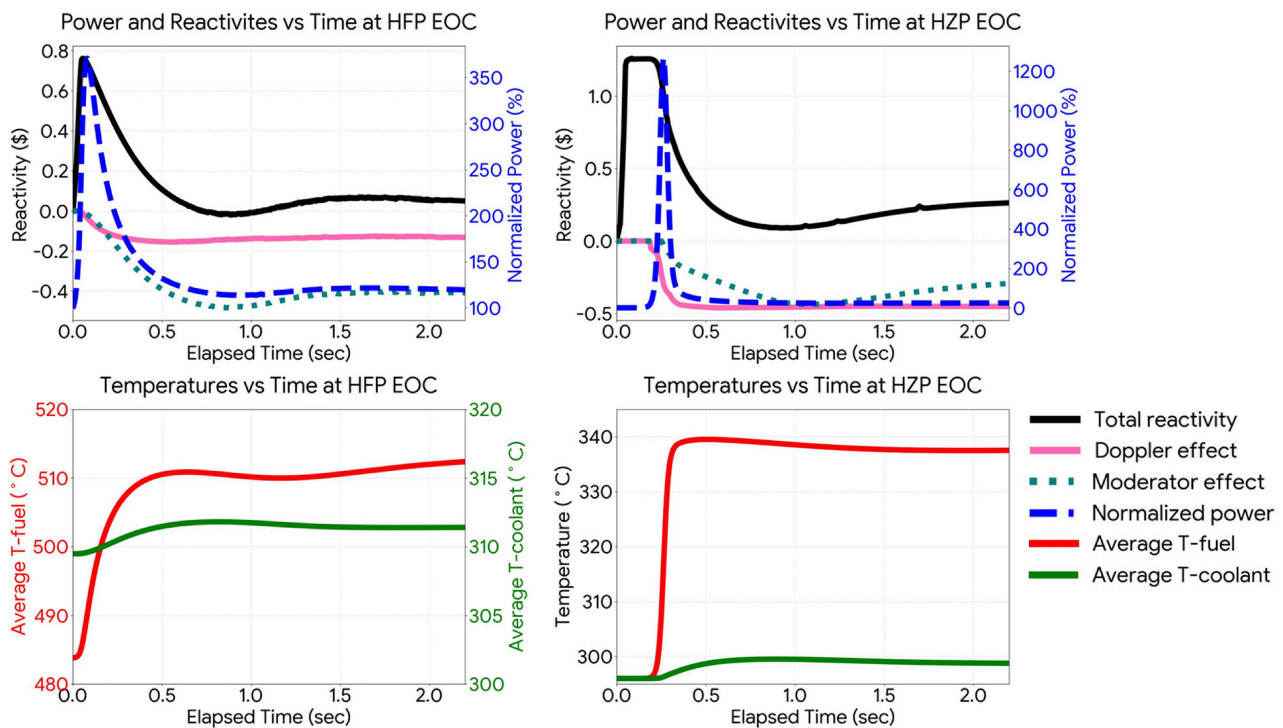 Power and Reactivites vs Time at HFP EOC
0.8
0.6
0.4
0.2
0.0
−0.2
−0.4
Reactivity ($)
350
300
250
200
150
100
Normalized Power (%)
0.0 0.5 1.0 1.5 2.0
Elapsed Time (sec)
Power and Reactivites vs Time at HZP EOC
1.0
0.5
0.0
−0.5
Reactivity ($)
1200
1000
800
600
400
200
0
Normalized Power (%)
0.0 0.5 1.0 1.5 2.0
Elapsed Time (sec)
Temperatures vs Time at HFP EOC
520
510
500
490
480
Average T-fuel (°C)
320
315
310
305
300
Average T-coolant (°C)
0.0 0.5 1.0 1.5 2.0
Elapsed Time (sec)
Temperatures vs Time at HZP EOC
340
330
320
310
300
Temperature (°C)
0.0 0.5 1.0 1.5 2.0
Elapsed Time (sec)
Total reactivity
Doppler effect
Moderator effect
Normalized power
Average T-fuel
Average T-coolant